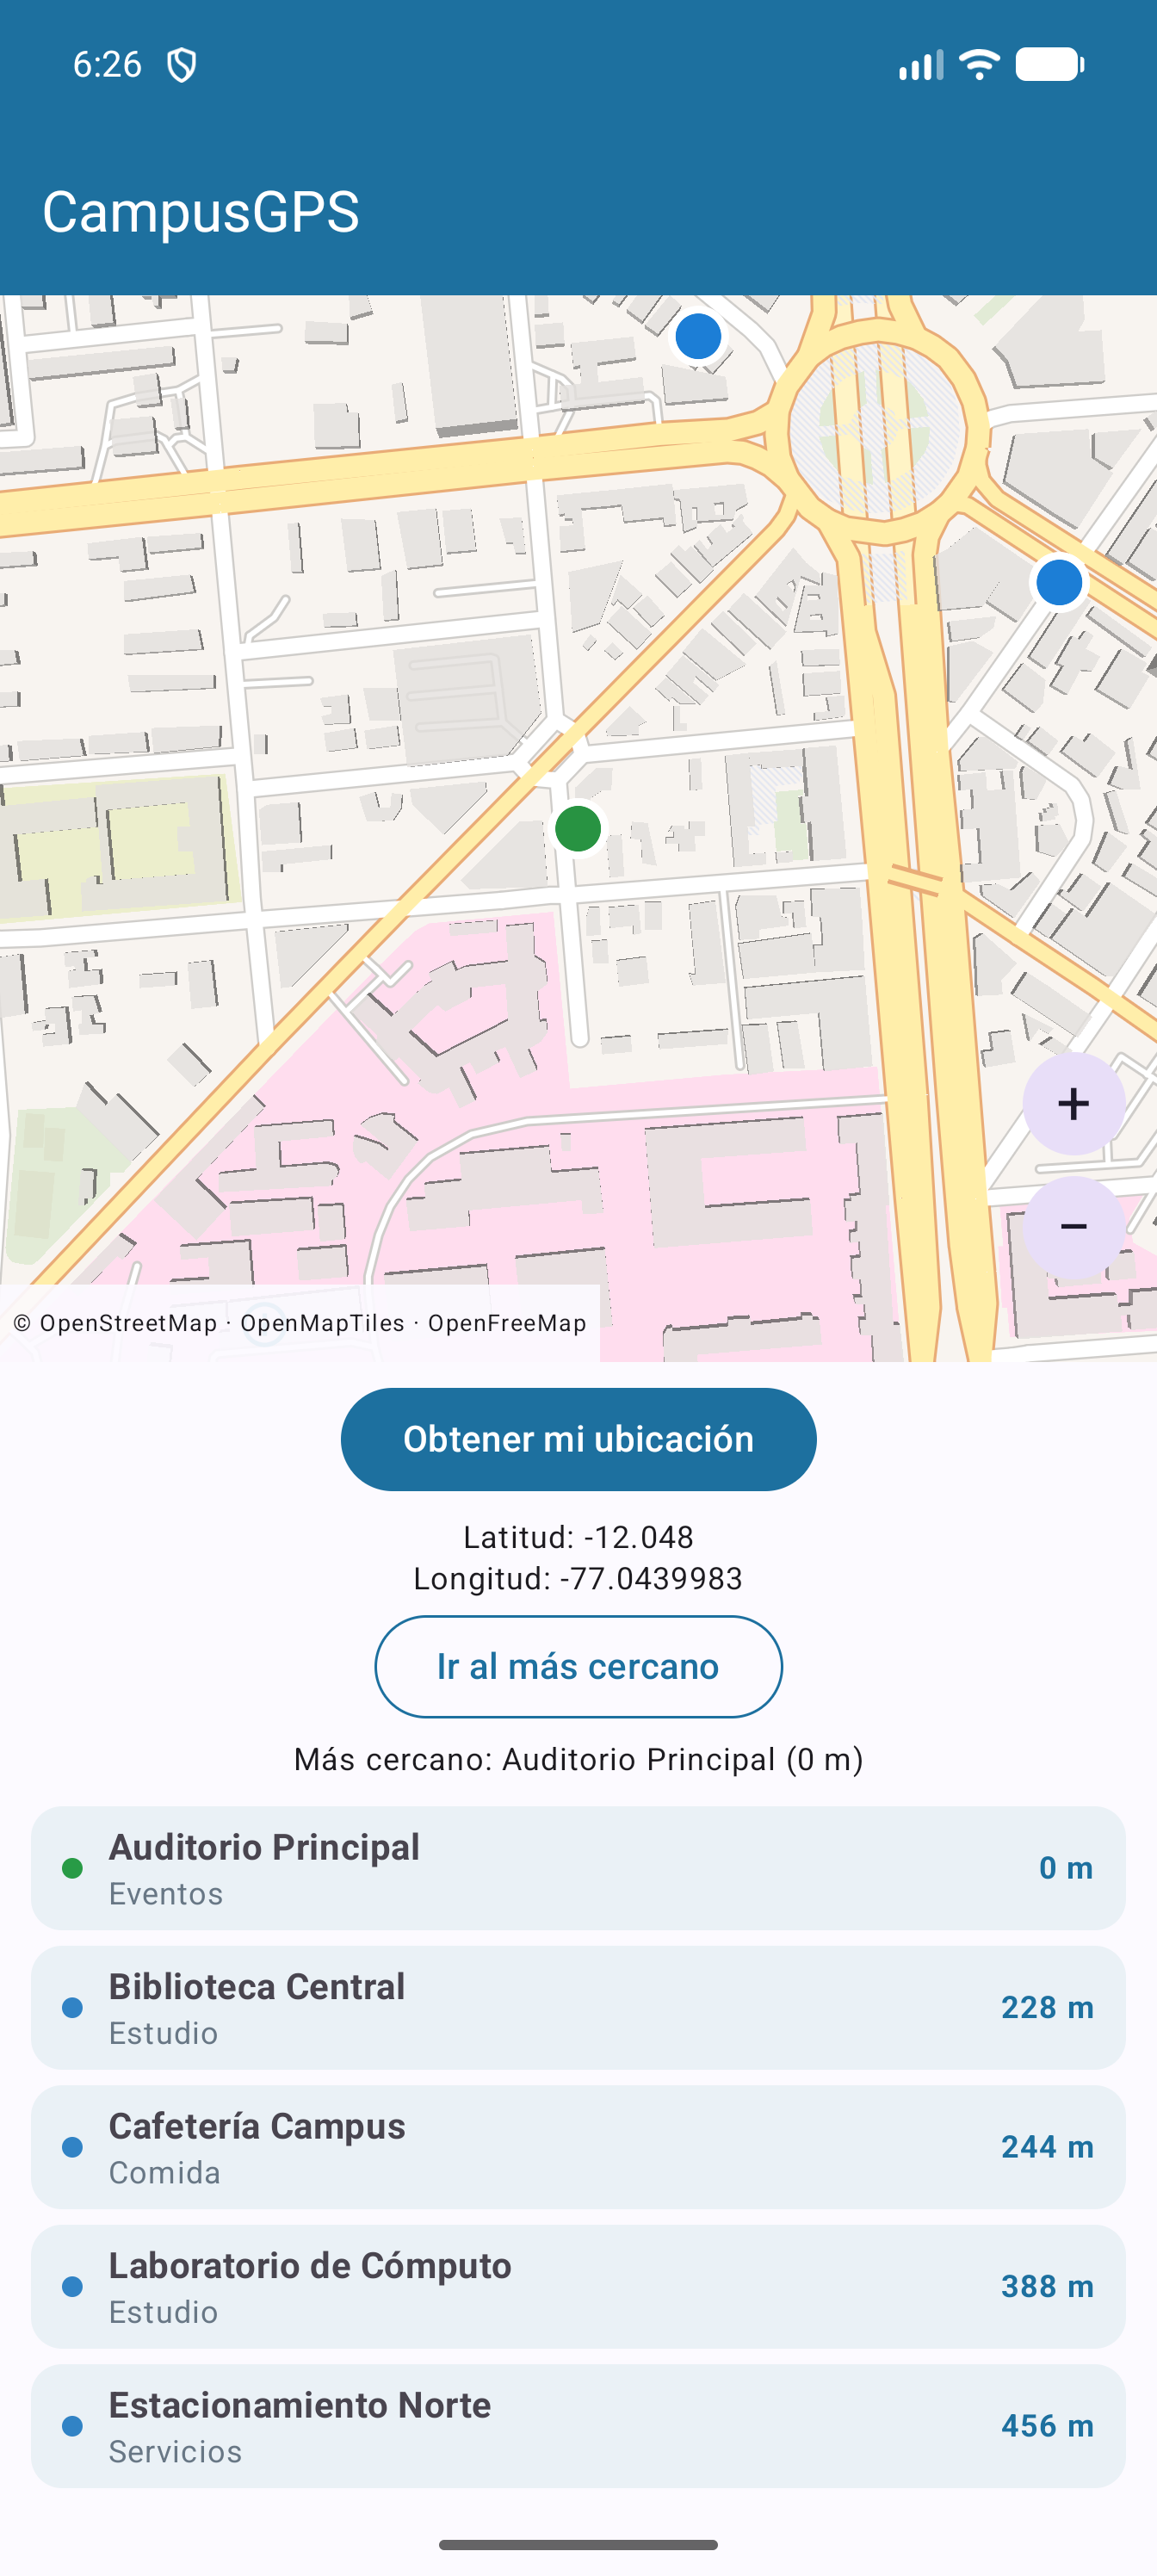 6:26
CampusGPS
+
−
© OpenStreetMap · OpenMapTiles · OpenFreeMap
Obtener mi ubicación
Latitud: -12.048
Longitud: -77.0439983
Ir al más cercano
Más cercano: Auditorio Principal (0 m)
Auditorio Principal
0 m
Eventos
Biblioteca Central
228 m
Estudio
Cafetería Campus
244 m
Comida
Laboratorio de Cómputo
388 m
Estudio
Estacionamiento Norte
456 m
Servicios